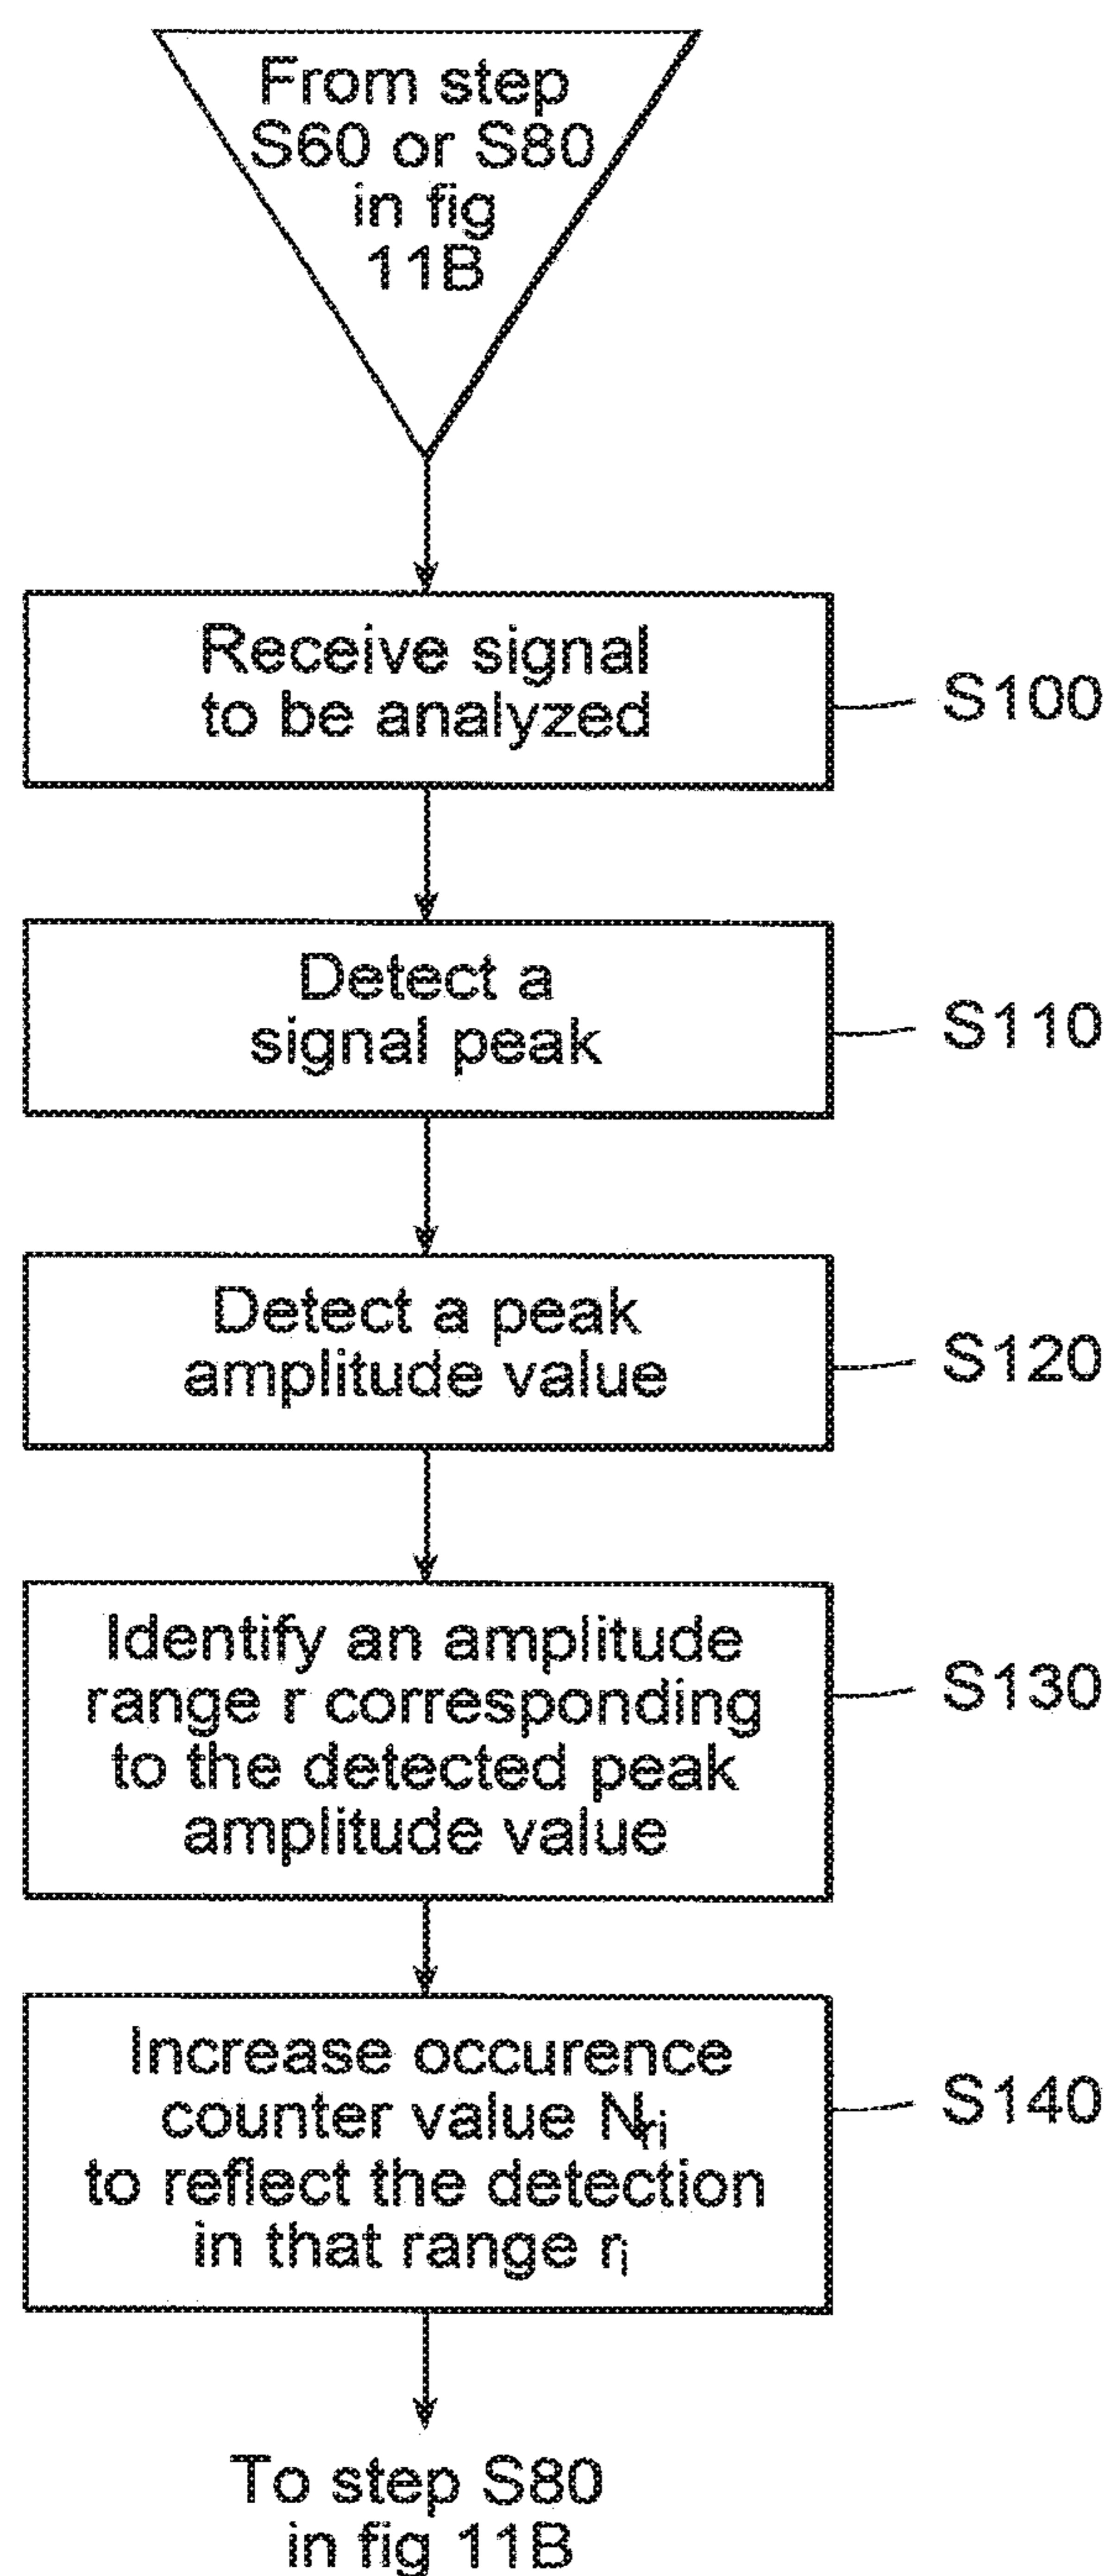 From step
S60 or S80
in fig
11B
Receive signal
to be analyzed
S100
Detect a
signal peak
S110
Detect a peak
amplitude value
S120
Identify an amplitude
range r corresponding
to the detected peak
amplitude value
S130
Increase occurence
counter value Nri
to reflect the detection
in that range ri
S140
To step S80
in fig 11B